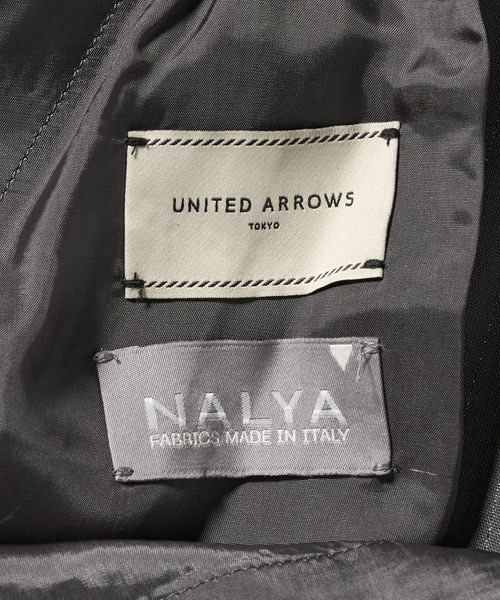 UNITED ARROWS
TOKYO
NALYA
FABRICS MADE IN ITALY